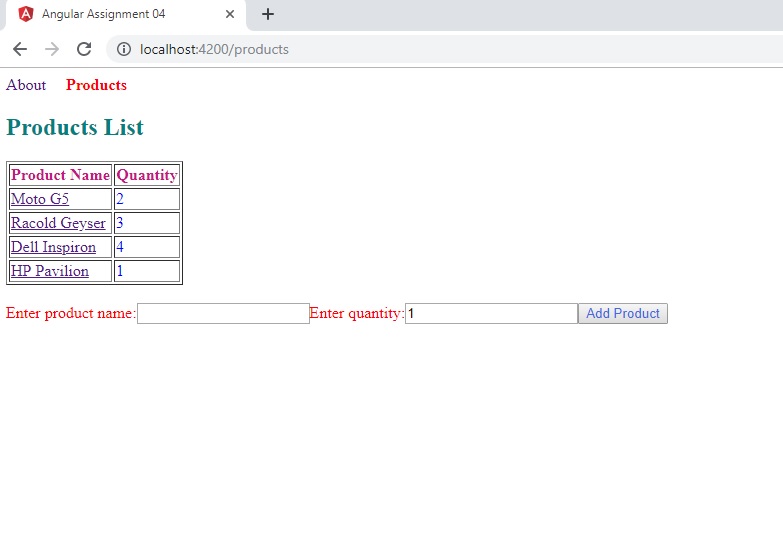 Angular Assignment 04
localhost:4200/products
About Products
Products List
Product Name Quantity
Moto G5 2
Racold Geyser 3
Dell Inspiron 4
HP Pavilion 1
Enter product name: Enter quantity: 1 Add Product